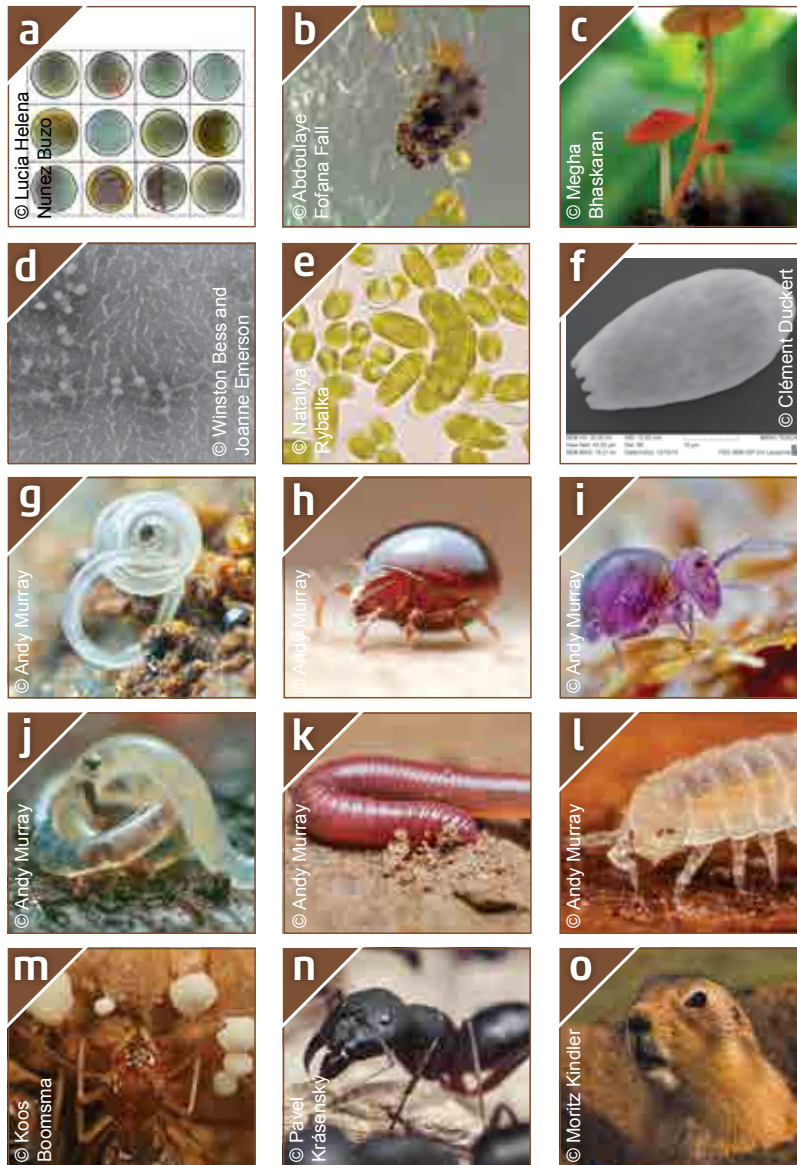 a
© Lucia Helena
Nunez Buzo
b
© Abdoulaye
Fofana Fall
c
© Megha
Bhaskaran
d
© Winston Bess and
Joanne Emerson
e
© Nataliya
Rybalka
f
© Clément Duckert
g
© Andy Murray
h
© Andy Murray
i
© Andy Murray
j
© Andy Murray
k
© Andy Murray
l
© Andy Murray
m
© Koos
Boomsma
n
© Pavel
Krásensky
o
© Moritz Kindler